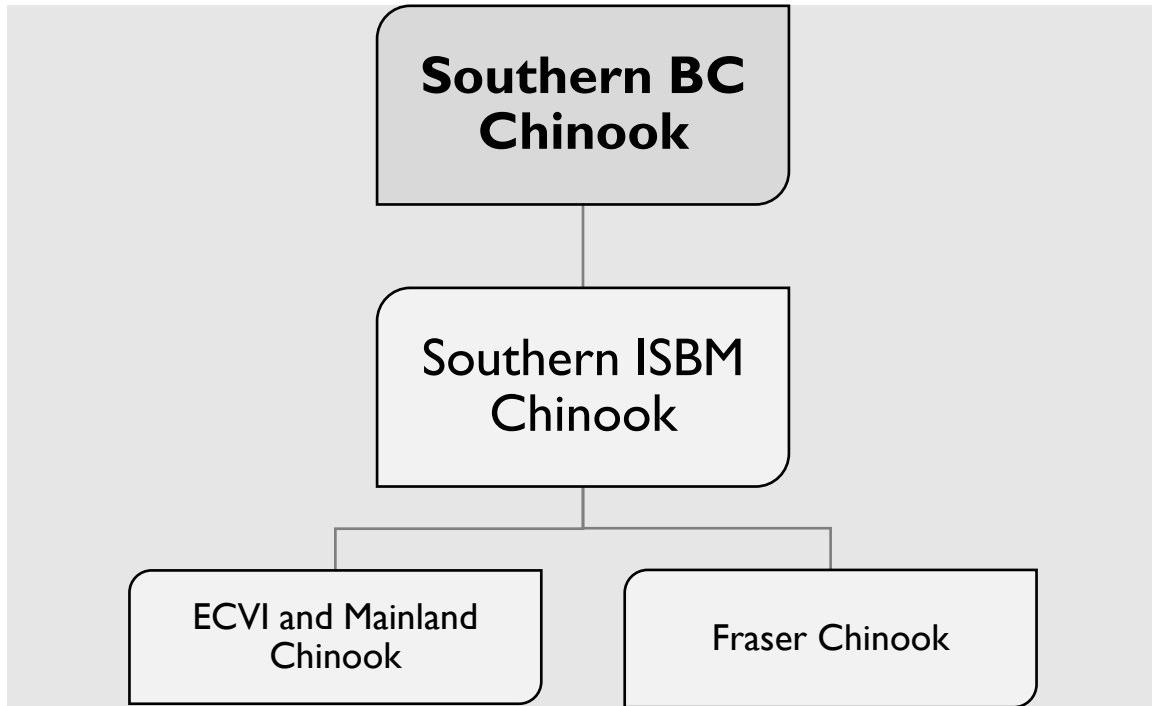 Southern BC
Chinook
Southern ISBM
Chinook
ECVI and Mainland
Chinook
Fraser Chinook